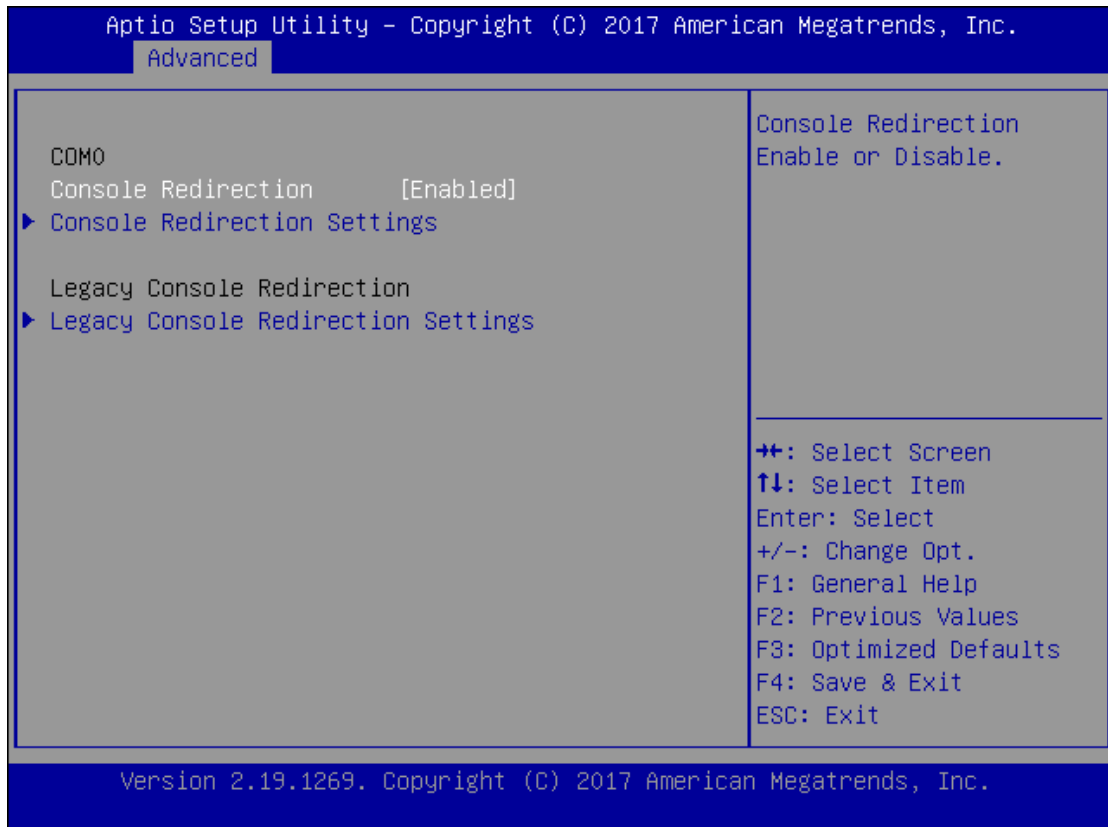 Aptio Setup Utility – Copyright (C) 2017 American Megatrends, Inc.
Advanced
COM0
Console Redirection [Enabled]
Console Redirection Settings
Legacy Console Redirection
Legacy Console Redirection Settings
Console Redirection
Enable or Disable.
→←: Select Screen
↑↓: Select Item
Enter: Select
+/-: Change Opt.
F1: General Help
F2: Previous Values
F3: Optimized Defaults
F4: Save & Exit
ESC: Exit
Version 2.19.1269. Copyright (C) 2017 American Megatrends, Inc.